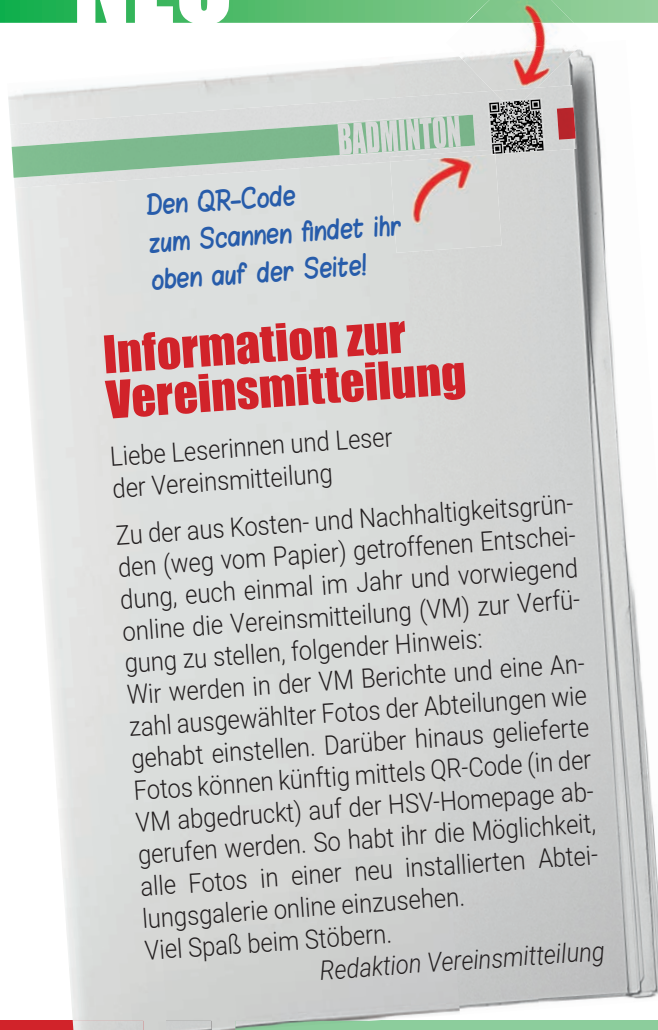 NEU
BADMINTON
Den QR-Code
zum Scannen findet ihr
oben auf der Seite!
Information zur
Vereinsmitteilung
Liebe Leserinnen und Leser
der Vereinsmitteilung
Zu der aus Kosten- und Nachhaltigkeitsgrün-
den (weg vom Papier) getroffenen Entschei-
dung, euch einmal im Jahr und vorwiegend
online die Vereinsmitteilung (VM) zur Verfü-
gung zu stellen, folgender Hinweis:
Wir werden in der VM Berichte und eine An-
zahl ausgewählter Fotos der Abteilungen wie
gehabt einstellen. Darüber hinaus gelieferte
Fotos können künftig mittels QR-Code (in der
VM abgedruckt) auf der HSV-Homepage ab-
gerufen werden. So habt ihr die Möglichkeit,
alle Fotos in einer neu installierten Abtei-
lungsgalerie online einzusehen.
Viel Spaß beim Stöbern.
Redaktion Vereinsmitteilung